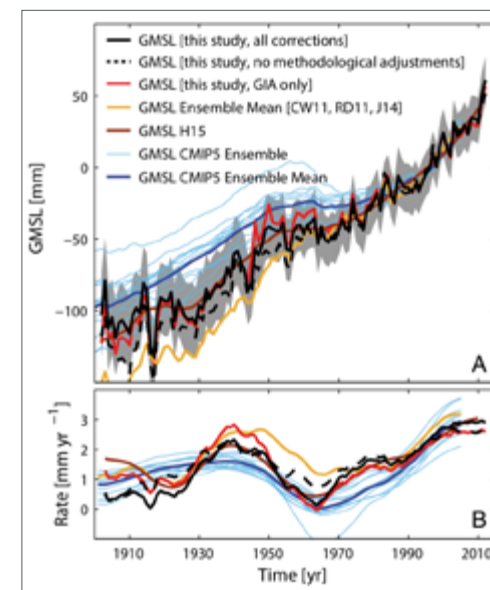 GMSL [this study, all corrections]
GMSL [this study, no methodological adjustments]
GMSL [this study, GIA only]
GMSL Ensemble Mean [CW11, RD11, J14]
GMSL H15
GMSL CMIP5 Ensemble
GMSL CMIP5 Ensemble Mean
50
0
−50
−100
GMSL [mm]
A
3
2
1
0
Rate [mm yr⁻¹]
B
1910 1930 1950 1970 1990 2010
Time [yr]